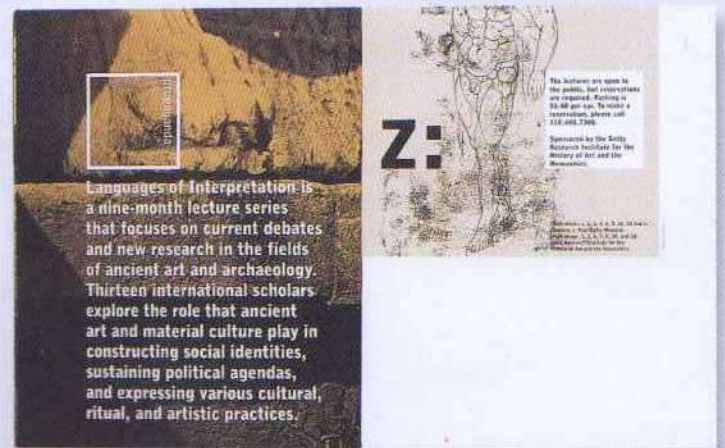 propaganda
Languages of Interpretation is
a nine-month lecture series
that focuses on current debates
and new research in the fields
of ancient art and archaeology.
Thirteen international scholars
explore the role that ancient
art and material culture play in
constructing social identities,
sustaining political agendas,
and expressing various cultural,
ritual, and artistic practices.
z:
The lectures are open to
the public, but reservations
are required. Parking is
per car. To make a
reservation, please call
310.440.7300.
Sponsored by the Getty
Research Institute for the
History of Art and the
Humanities.